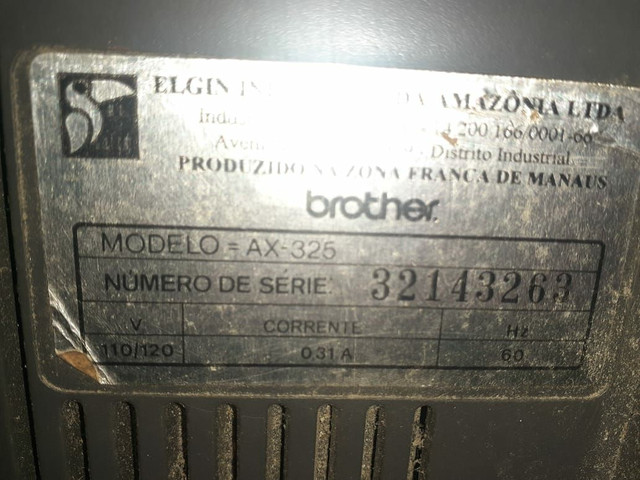 ELGIN AMAZÔNIA LTDA
200.166/0001-66
Distrito Industrial.
PRODUZIDO NA ZONA FRANCA DE MANAUS
brother.
MODELO = AX-325
NÚMERO DE SÉRIE: 32143263
V CORRENTE Hz
110/120 0,31 A 60